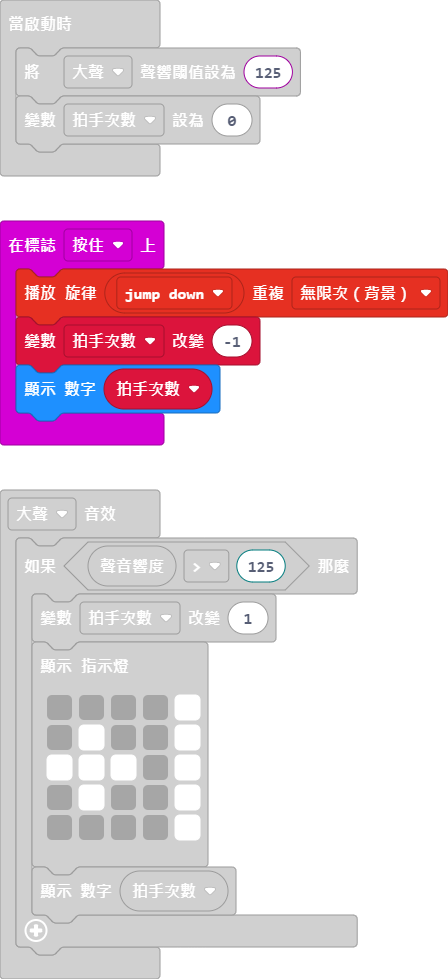 當啟動時
將 大聲 聲響閾值設為 125
變數 拍手次數 設為 0
在標誌 按住 上
播放 旋律 jump down 重複 無限次 ( 背景 )
變數 拍手次數 改變 -1
顯示 數字 拍手次數
大聲 音效
如果 聲音響度 > 125 那麼
變數 拍手次數 改變 1
顯示 指示燈
顯示 數字 拍手次數